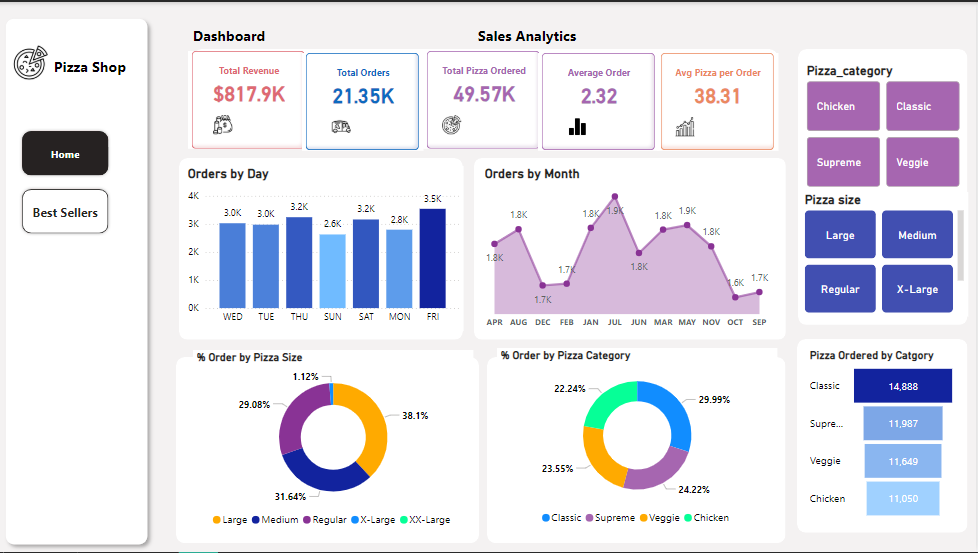 Pizza Shop
Home
Best Sellers
Dashboard
Sales Analytics
Total Revenue
$817.9K
Total Orders
21.35K
Total Pizza Ordered
49.57K
Average Order
2.32
Avg Pizza per Order
38.31
Orders by Day
4K
3K
2K
1K
0K
3.0K
3.0K
3.2K
2.6K
3.2K
2.8K
3.5K
WED TUE THU SUN SAT MON FRI
Orders by Month
1.8K
1.8K
1.7K
1.7K
1.8K
1.9K
1.8K
1.8K
1.9K
1.8K
1.6K
1.7K
APR AUG DEC FEB JAN JUL JUN MAR MAY NOV OCT SEP
% Order by Pizza Size
1.12%
29.08%
38.1%
31.64%
Large Medium Regular X-Large XX-Large
% Order by Pizza Category
22.24%
29.99%
23.55%
24.22%
Classic Supreme Veggie Chicken
Pizza_category
Chicken
Classic
Supreme
Veggie
Pizza size
Large
Medium
Regular
X-Large
Pizza Ordered by Catgory
Classic 14,888
Supre... 11,987
Veggie 11,649
Chicken 11,050